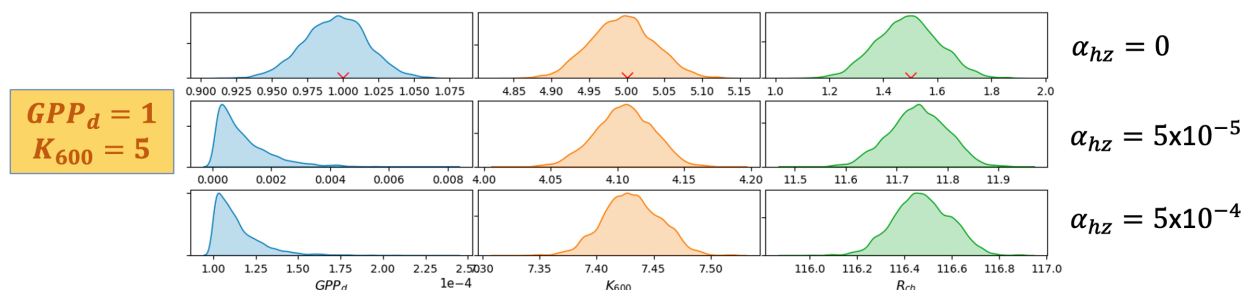 0.900 0.925 0.950 0.975 1.000 1.025 1.050 1.075
4.85 4.90 4.95 5.00 5.05 5.10 5.15
1.0 1.2 1.4 1.6 1.8 2.0
α_hz = 0
GPP_d = 1
K_600 = 5
0.000 0.002 0.004 0.006 0.008
4.00 4.05 4.10 4.15 4.20
11.5 11.6 11.7 11.8 11.9
α_hz = 5x10^-5
1.00 1.25 1.50 1.75 2.00 2.25 2.50
1e-4
7.30 7.35 7.40 7.45 7.50
116.0 116.2 116.4 116.6 116.8 117.0
α_hz = 5x10^-4
GPP_d
K_600
R_ch